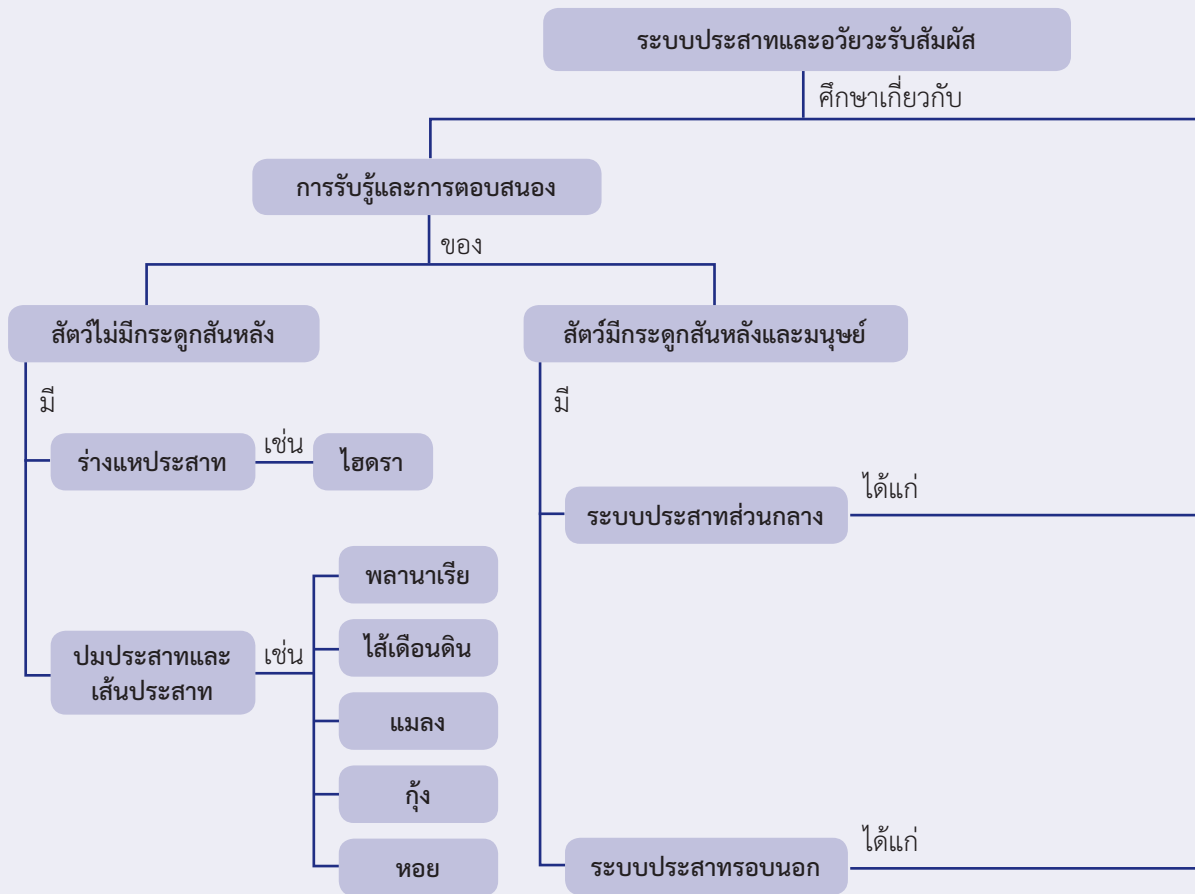 ระบบประสาทและอวัยวะรับสัมผัส
ศึกษาเกี่ยวกับ
การรับรู้และการตอบสนอง
ของ
สัตว์ไม่มีกระดูกสันหลัง
มี
ร่างแหประสาท
เช่น
ไฮดรา
ปมประสาทและ
เส้นประสาท
เช่น
พลานาเรีย
ไส้เดือนดิน
แมลง
กุ้ง
หอย
สัตว์มีกระดูกสันหลังและมนุษย์
มี
ระบบประสาทส่วนกลาง
ได้แก่
ระบบประสาทรอบนอก
ได้แก่